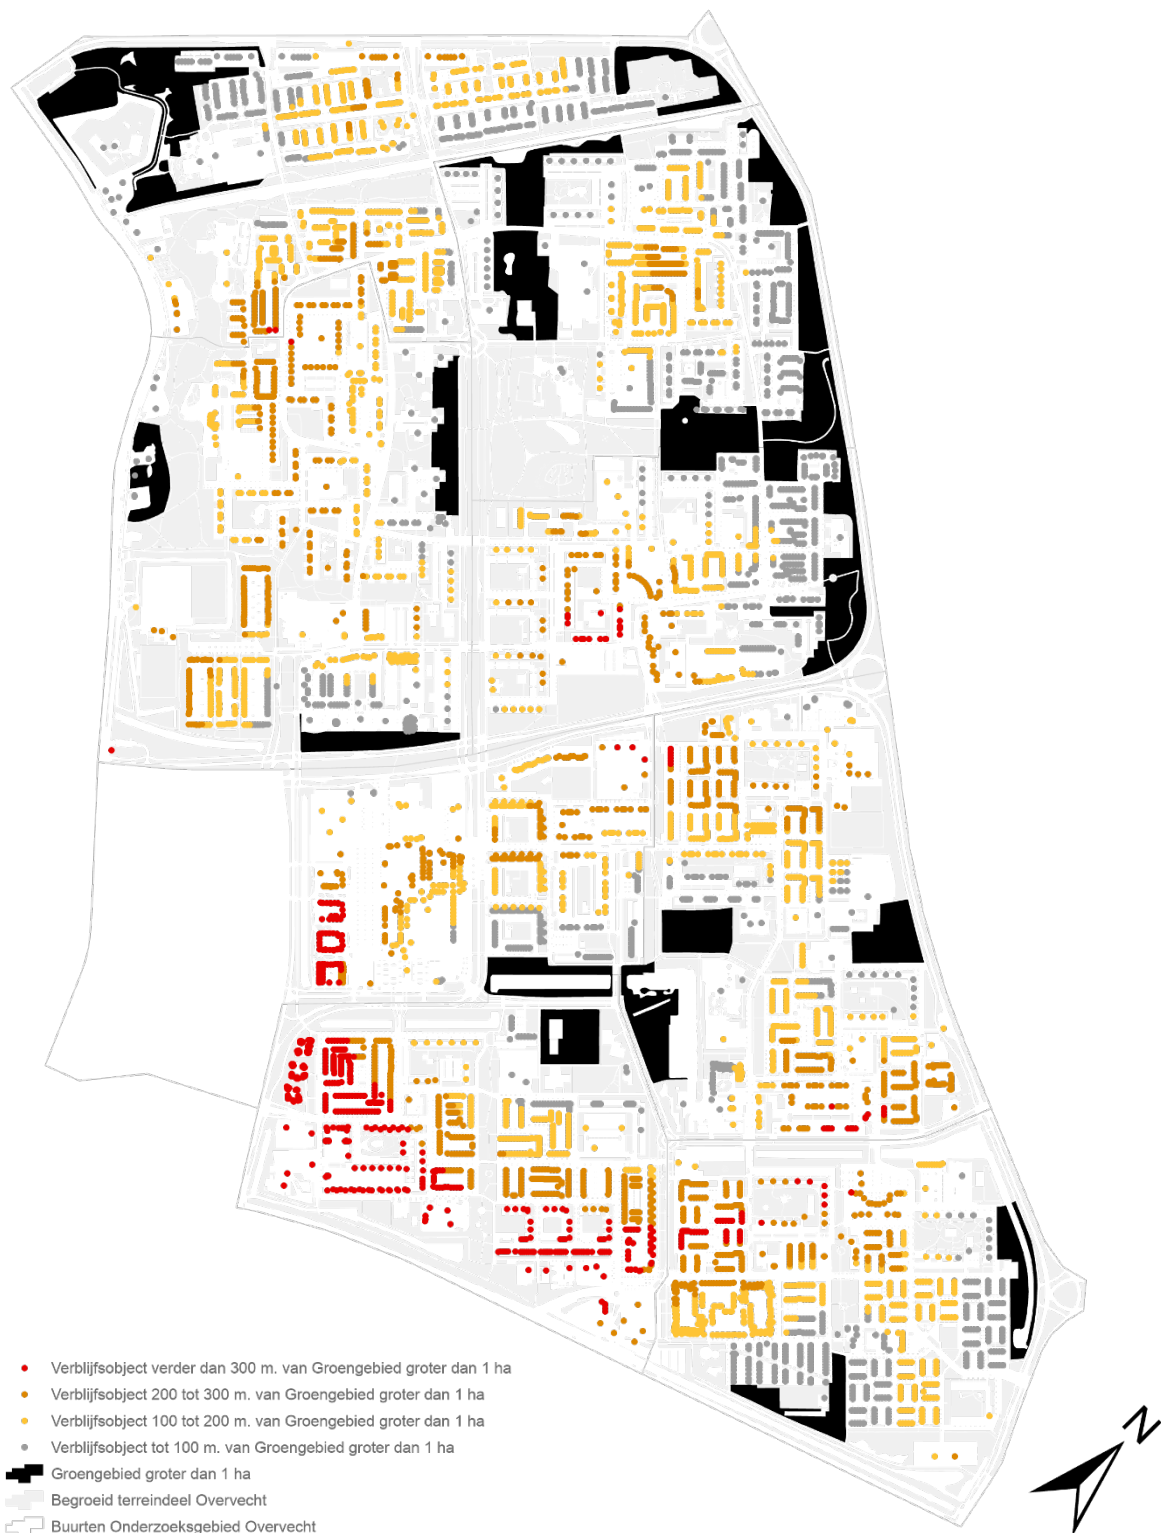 Verblijfsobject verder dan 300 m. van Groengebied groter dan 1 ha
Verblijfsobject 200 tot 300 m. van Groengebied groter dan 1 ha
Verblijfsobject 100 tot 200 m. van Groengebied groter dan 1 ha
Verblijfsobject tot 100 m. van Groengebied groter dan 1 ha
Groengebied groter dan 1 ha
Begroeid terreindeel Overvecht
Buurten Onderzoeksgebied Overvecht
N